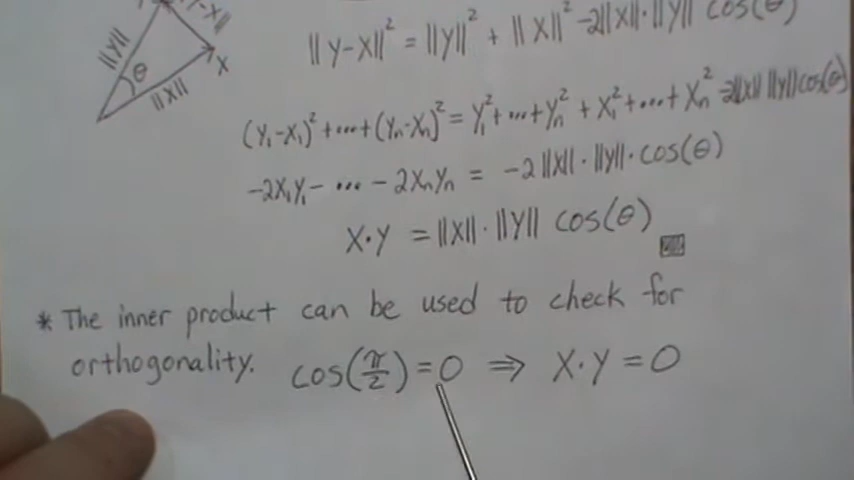 ‖Y‖ θ ‖X‖ X
‖Y-X‖² = ‖Y‖² + ‖X‖² -2‖X‖·‖Y‖ cos(θ)
(Y₁-X₁)² + ... + (Yₙ-Xₙ)² = Y₁² + ... + Yₙ² + X₁² + ... + Xₙ² -2‖X‖ ‖Y‖ cos(θ)
-2X₁Y₁ - ... - 2XₙYₙ = -2‖X‖·‖Y‖·cos(θ)
X·Y = ‖X‖·‖Y‖ cos(θ)
* The inner product can be used to check for
orthogonality. cos(π/2) = 0 ⇒ X·Y = 0